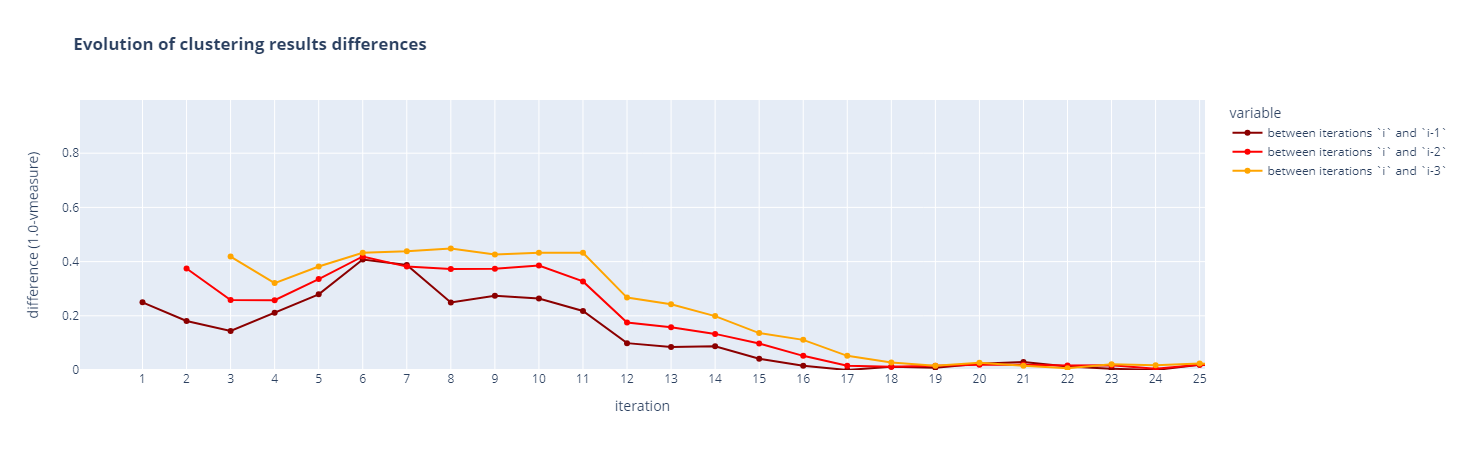 Evolution of clustering results differences
variable
between iterations `i` and `i-1`
between iterations `i` and `i-2`
between iterations `i` and `i-3`
difference (1.0-vmeasure)
0.8
0.6
0.4
0.2
0
1 2 3 4 5 6 7 8 9 10 11 12 13 14 15 16 17 18 19 20 21 22 23 24 25
iteration